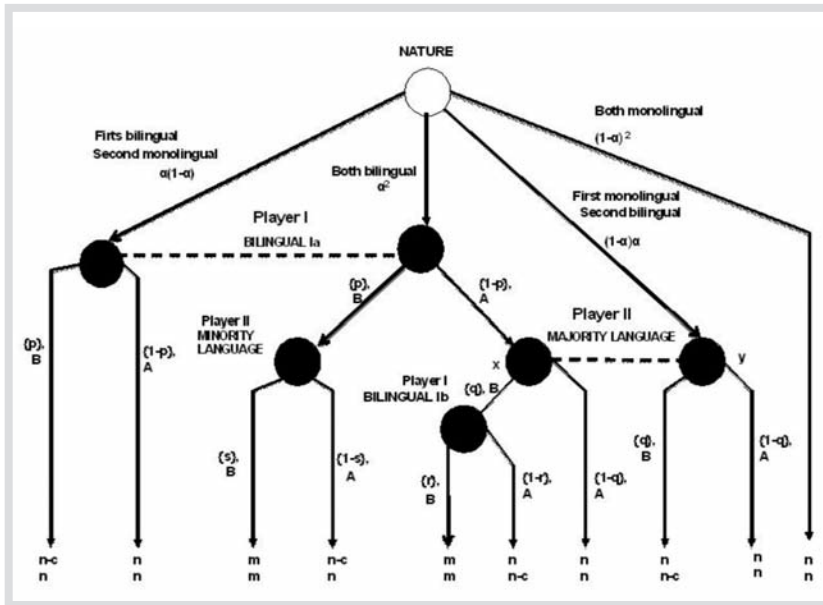 NATURE
Firts bilingual
Second monolingual
α(1-α)
Both bilingual
α²
Both monolingual
(1-α)²
First monolingual
Second bilingual
(1-α)α
Player I
BILINGUAL Ia
(p),
B
(1-p),
A
Player II
MINORITY
LANGUAGE
Player II
MAJORITY LANGUAGE
(p),
B
(1-p),
A
x
y
Player I
BILINGUAL Ib
(q), B
(s),
B
(1-s),
A
(r),
B
(1-r),
A
(1-q),
A
(q),
B
(1-q),
A
n-c n m n-c m n n n-c n n
n n m n m n-c n n-c n n